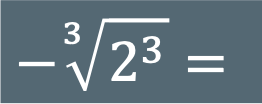 −∛2³ =